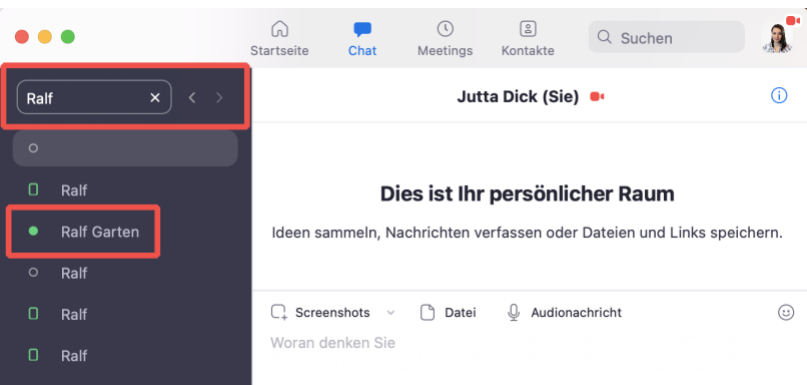 Startseite
Chat
Meetings
Kontakte
Suchen
Ralf
Ralf
Ralf Garten
Ralf
Ralf
Ralf
Jutta Dick (Sie)
Dies ist Ihr persönlicher Raum
Ideen sammeln, Nachrichten verfassen oder Dateien und Links speichern.
Screenshots
Datei
Audionachricht
Woran denken Sie